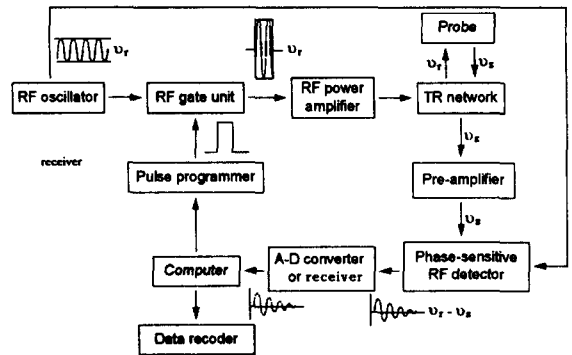 Probe
υr
υr
υr
υs
RF oscillator
RF gate unit
RF power
amplifier
TR network
receiver
υs
Pulse programmer
Pre-amplifier
υs
Computer
A-D converter
or receiver
Phase-sensitive
RF detector
υr - υs
Data recoder